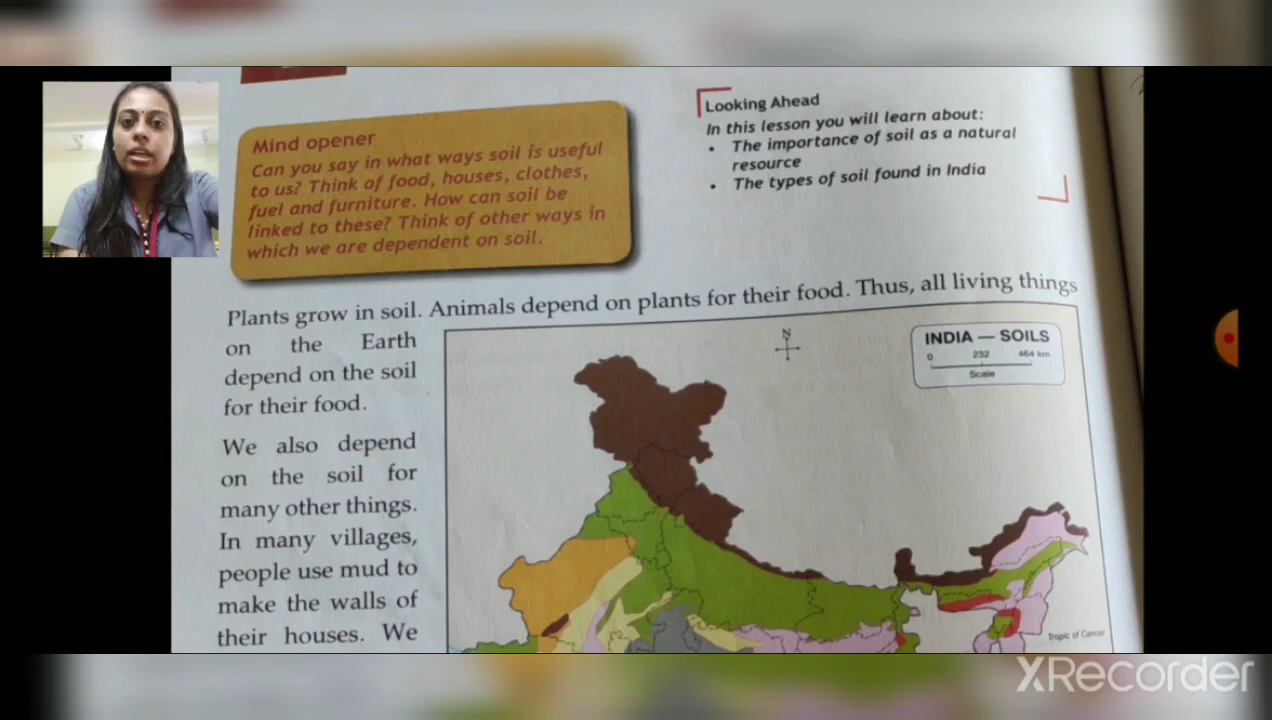 Mind opener
Can you say in what ways soil is useful
to us? Think of food, houses, clothes,
fuel and furniture. How can soil be
linked to these? Think of other ways in
which we are dependent on soil.
Looking Ahead
In this lesson you will learn about:
• The importance of soil as a natural
resource
• The types of soil found in India
Plants grow in soil. Animals depend on plants for their food. Thus, all living things
on the Earth
depend on the soil
for their food.
We also depend
on the soil for
many other things.
In many villages,
people use mud to
make the walls of
their houses. We
N
INDIA — SOILS
0 232 464 km
Scale
Tropic of Cancer
XRecorder